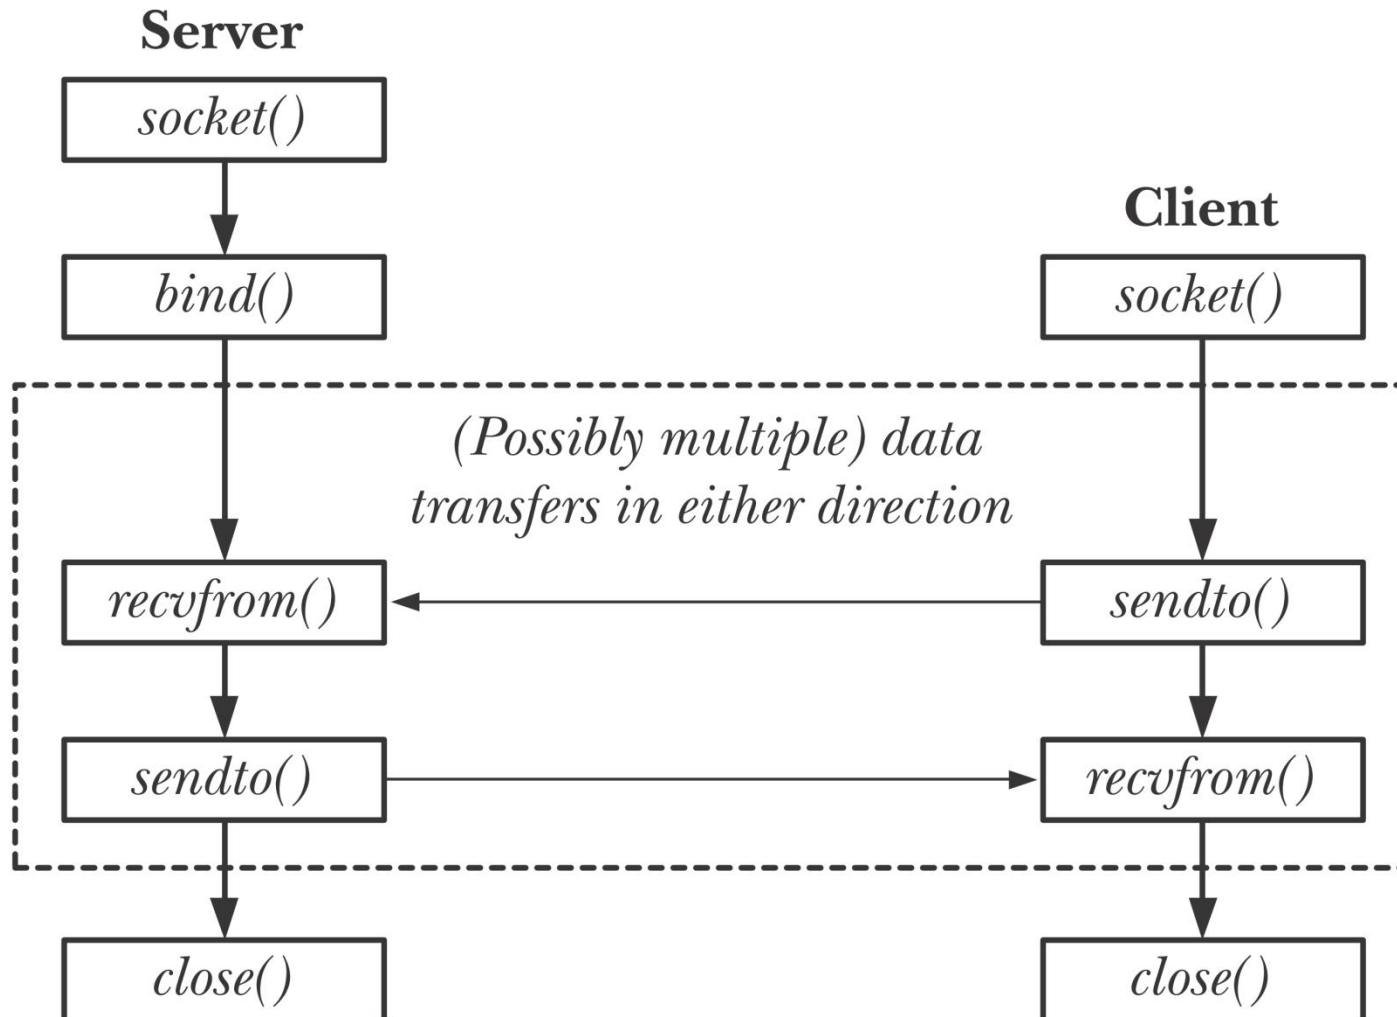 Server
socket()
Client
bind()
socket()
(Possibly multiple) data
transfers in either direction
recvfrom()
sendto()
sendto()
recvfrom()
close()
close()